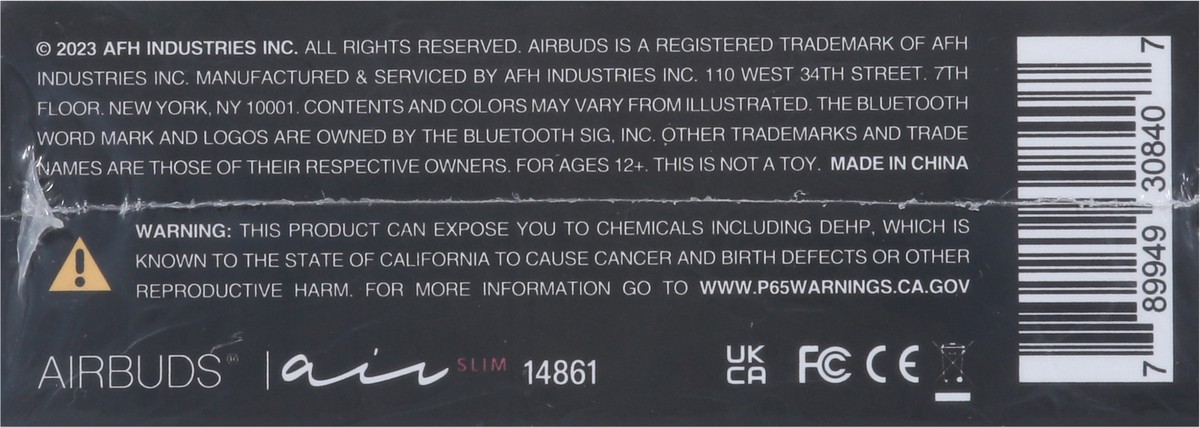 © 2023 AFH INDUSTRIES INC. ALL RIGHTS RESERVED. AIRBUDS IS A REGISTERED TRADEMARK OF AFH
INDUSTRIES INC. MANUFACTURED & SERVICED BY AFH INDUSTRIES INC. 110 WEST 34TH STREET. 7TH
FLOOR. NEW YORK, NY 10001. CONTENTS AND COLORS MAY VARY FROM ILLUSTRATED. THE BLUETOOTH
WORD MARK AND LOGOS ARE OWNED BY THE BLUETOOTH SIG, INC. OTHER TRADEMARKS AND TRADE
NAMES ARE THOSE OF THEIR RESPECTIVE OWNERS. FOR AGES 12+. THIS IS NOT A TOY. MADE IN CHINA
WARNING: THIS PRODUCT CAN EXPOSE YOU TO CHEMICALS INCLUDING DEHP, WHICH IS
KNOWN TO THE STATE OF CALIFORNIA TO CAUSE CANCER AND BIRTH DEFECTS OR OTHER
REPRODUCTIVE HARM. FOR MORE INFORMATION GO TO WWW.P65WARNINGS.CA.GOV
AIRBUDS | air SLIM 14861
UK
CA
FC CE
7 89949 30840 7